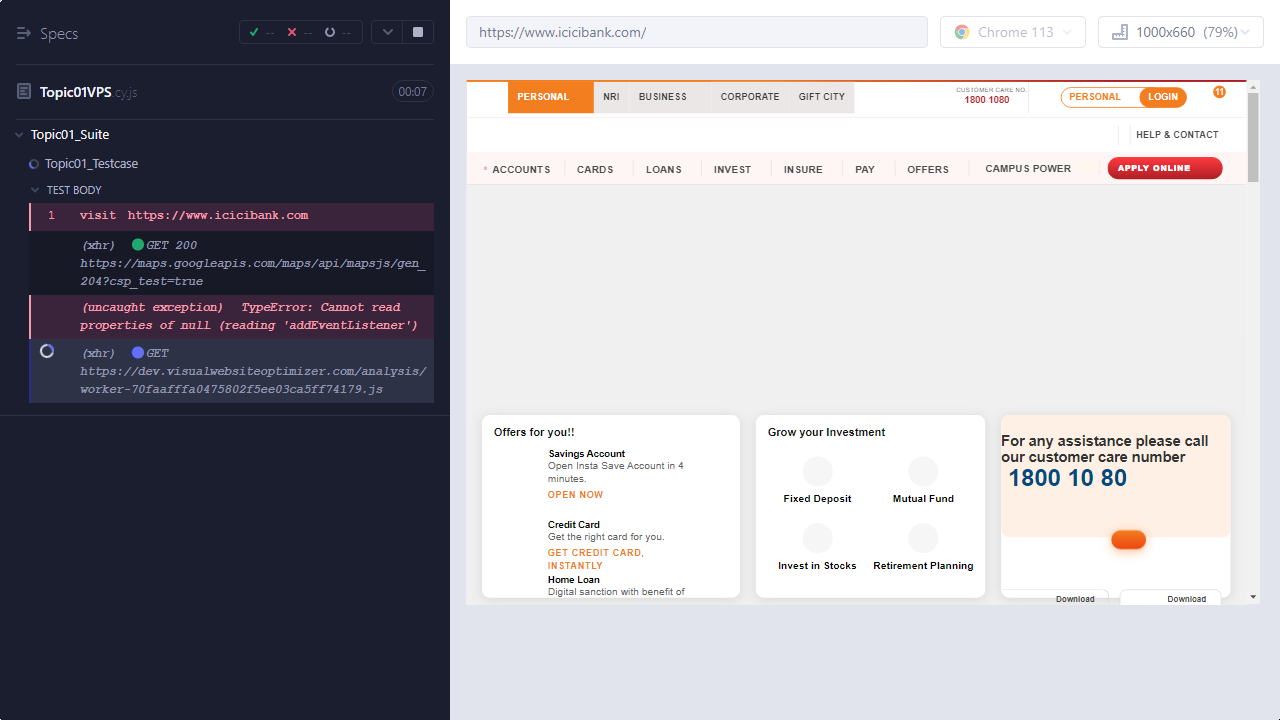 Specs
--
--
--
Topic01VPS.cy.js
00:07
Topic01_Suite
Topic01_Testcase
TEST BODY
1 visit https://www.icicibank.com
(xhr) GET 200
https://maps.googleapis.com/maps/api/mapsjs/gen_
204?csp_test=true
(uncaught exception) TypeError: Cannot read
properties of null (reading 'addEventListener')
(xhr) GET
https://dev.visualwebsiteoptimizer.com/analysis/
worker-70faafffa0475802f5ee03ca5ff74179.js
https://www.icicibank.com/
Chrome 113
1000x660 (79%)
PERSONAL NRI BUSINESS CORPORATE GIFT CITY
CUSTOMER CARE NO.
1800 1080
PERSONAL LOGIN
11
HELP & CONTACT
* ACCOUNTS CARDS LOANS INVEST INSURE PAY OFFERS CAMPUS POWER APPLY ONLINE
Offers for you!!
Savings Account
Open Insta Save Account in 4
minutes.
OPEN NOW
Credit Card
Get the right card for you.
GET CREDIT CARD,
INSTANTLY
Home Loan
Digital sanction with benefit of
Grow your Investment
Fixed Deposit Mutual Fund
Invest in Stocks Retirement Planning
For any assistance please call
our customer care number
1800 10 80
Download Download